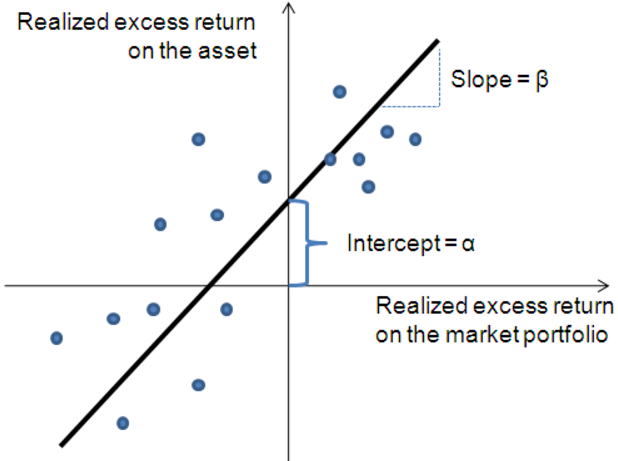 Realized excess return
on the asset
Slope = β
Intercept = α
Realized excess return
on the market portfolio